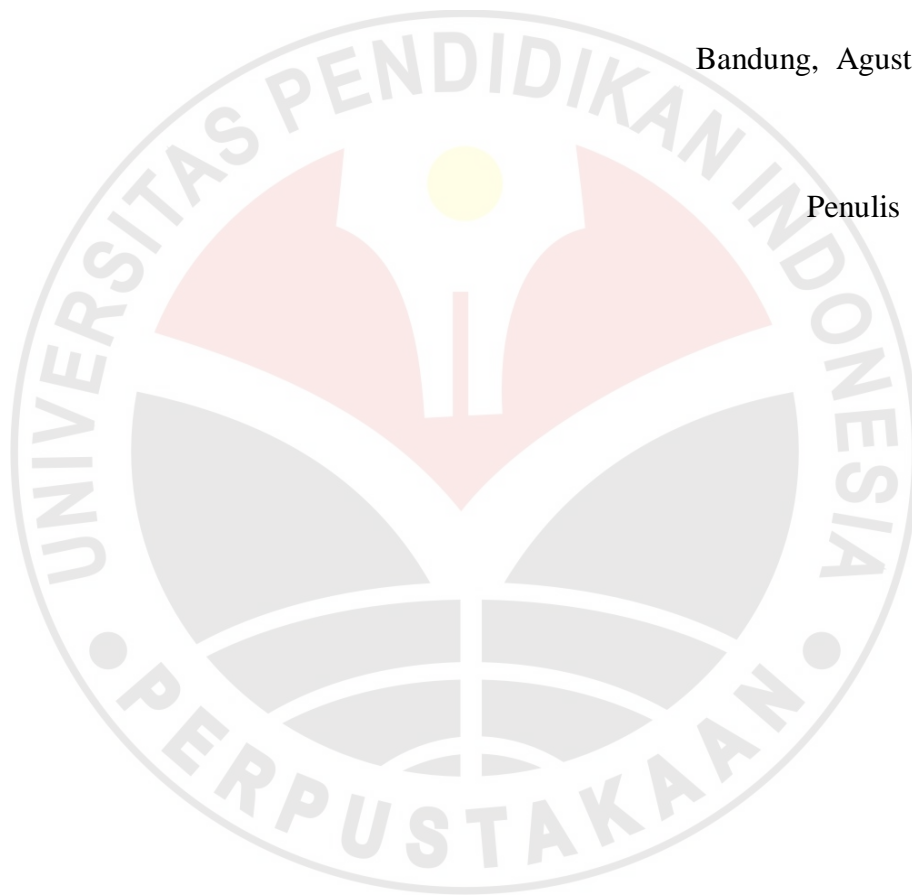 Bandung, Agust
Penulis
UNIVERSITAS PENDIDIKAN INDONESIA
• PERPUSTAKAAN •